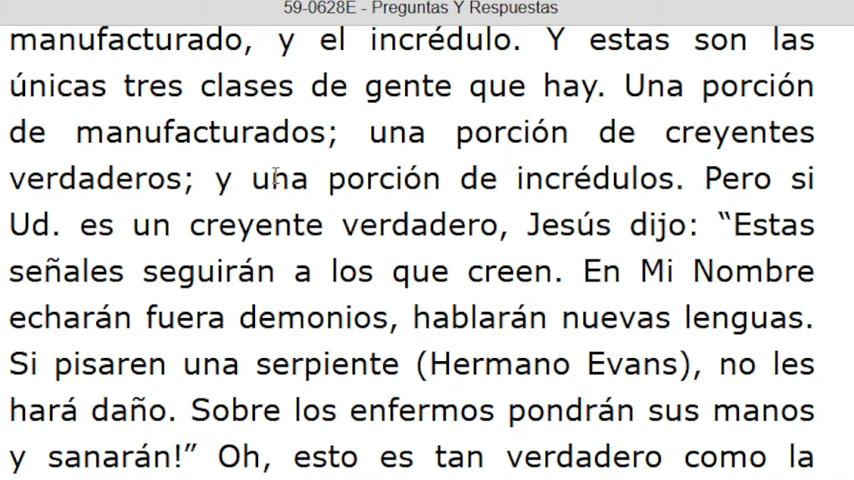 59-0628E - Preguntas Y Respuestas
manufacturado, y el incrédulo. Y estas son las
únicas tres clases de gente que hay. Una porción
de manufacturados; una porción de creyentes
verdaderos; y una porción de incrédulos. Pero si
Ud. es un creyente verdadero, Jesús dijo: “Estas
señales seguirán a los que creen. En Mi Nombre
echarán fuera demonios, hablarán nuevas lenguas.
Si pisaren una serpiente (Hermano Evans), no les
hará daño. Sobre los enfermos pondrán sus manos
y sanarán!” Oh, esto es tan verdadero como la